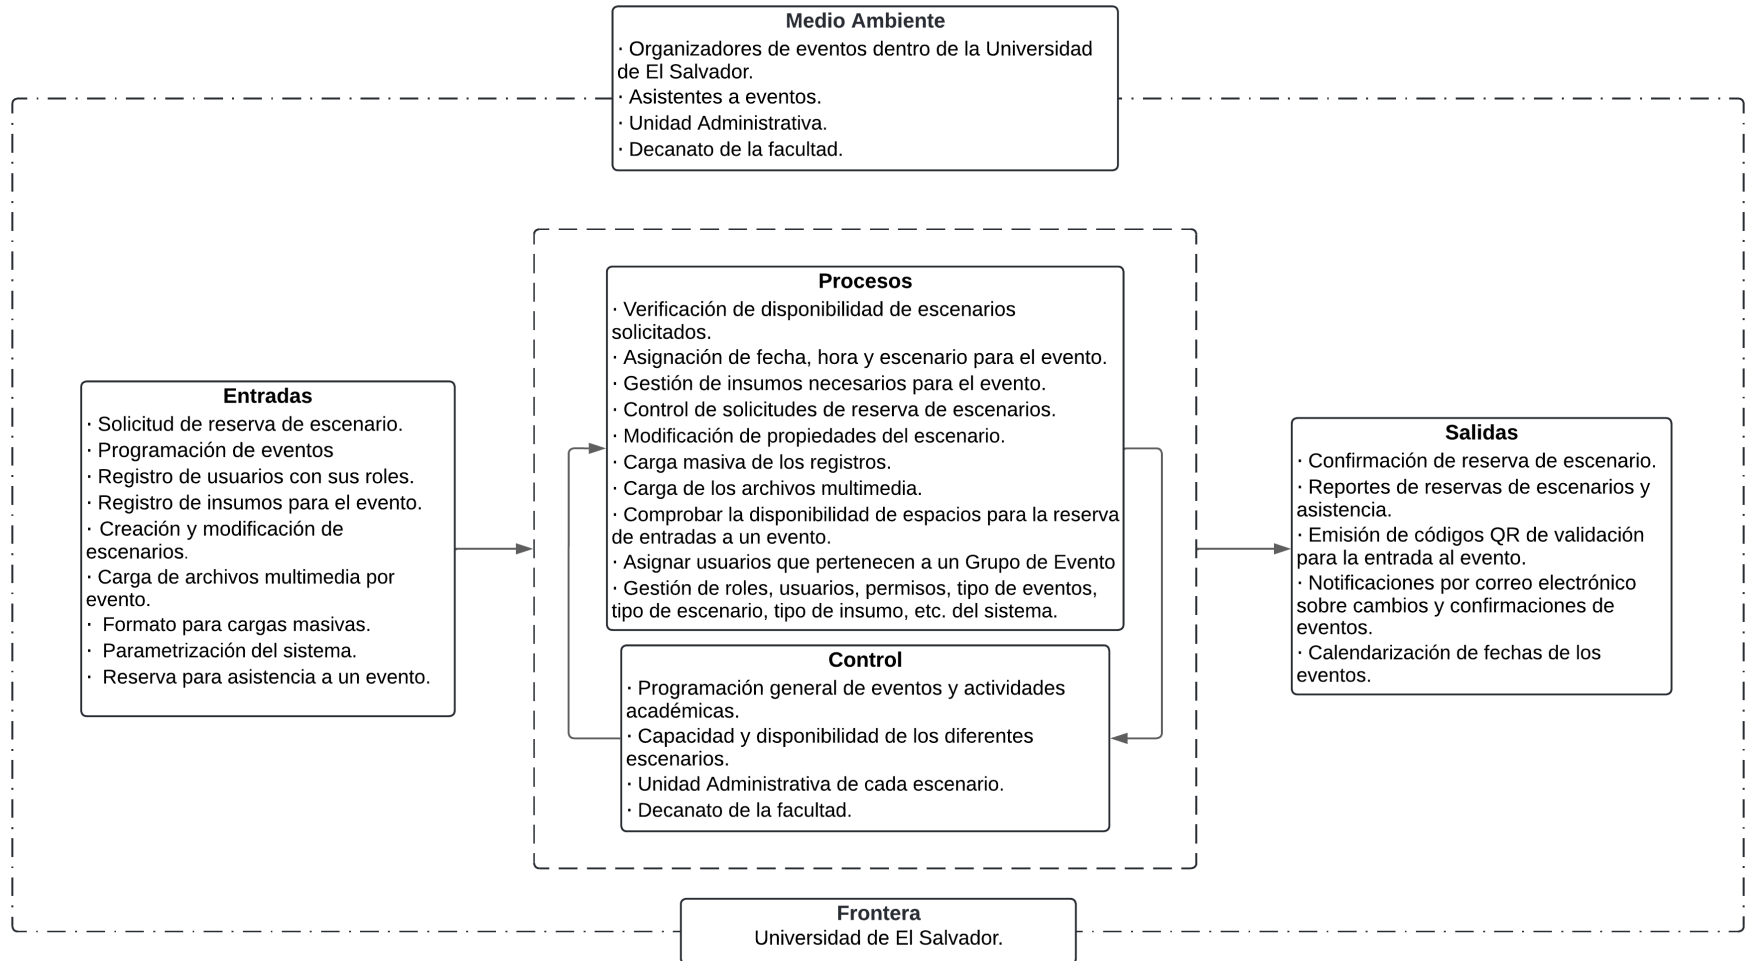 Medio Ambiente
· Organizadores de eventos dentro de la Universidad
de El Salvador.
· Asistentes a eventos.
· Unidad Administrativa.
· Decanato de la facultad.
Entradas
· Solicitud de reserva de escenario.
· Programación de eventos
· Registro de usuarios con sus roles.
· Registro de insumos para el evento.
· Creación y modificación de
escenarios.
· Carga de archivos multimedia por
evento.
· Formato para cargas masivas.
· Parametrización del sistema.
· Reserva para asistencia a un evento.
Procesos
· Verificación de disponibilidad de escenarios
solicitados.
· Asignación de fecha, hora y escenario para el evento.
· Gestión de insumos necesarios para el evento.
· Control de solicitudes de reserva de escenarios.
· Modificación de propiedades del escenario.
· Carga masiva de los registros.
· Carga de los archivos multimedia.
· Comprobar la disponibilidad de espacios para la reserva
de entradas a un evento.
· Asignar usuarios que pertenecen a un Grupo de Evento
· Gestión de roles, usuarios, permisos, tipo de eventos,
tipo de escenario, tipo de insumo, etc. del sistema.
Control
· Programación general de eventos y actividades
académicas.
· Capacidad y disponibilidad de los diferentes
escenarios.
· Unidad Administrativa de cada escenario.
· Decanato de la facultad.
Salidas
· Confirmación de reserva de escenario.
· Reportes de reservas de escenarios y
asistencia.
· Emisión de códigos QR de validación
para la entrada al evento.
· Notificaciones por correo electrónico
sobre cambios y confirmaciones de
eventos.
· Calendarización de fechas de los
eventos.
Frontera
Universidad de El Salvador.